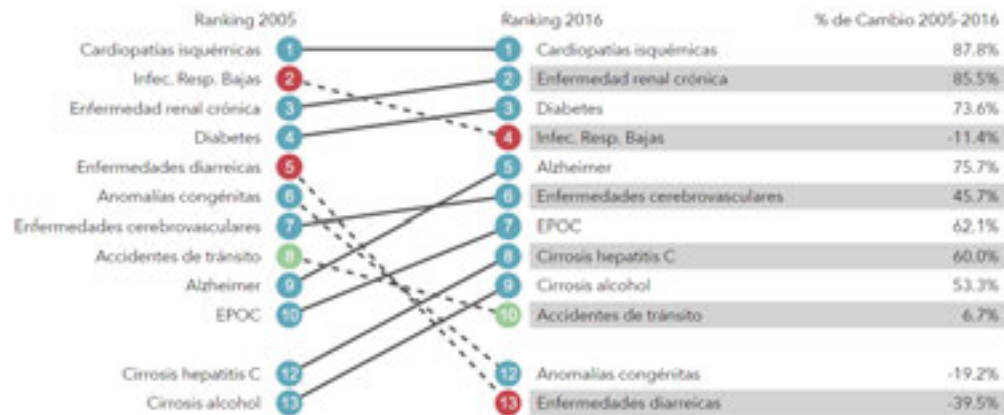 Ranking 2005 Ranking 2016 % de Cambio 2005-2016
Cardiopatías isquémicas 1 1 Cardiopatías isquémicas 87.8%
Infec. Resp. Bajas 2 2 Enfermedad renal crónica 85.5%
Enfermedad renal crónica 3 3 Diabetes 73.6%
Diabetes 4 4 Infec. Resp. Bajas -11.4%
Enfermedades diarreicas 5 5 Alzheimer 75.7%
Anomalías congénitas 6 6 Enfermedades cerebrovasculares 45.7%
Enfermedades cerebrovasculares 7 7 EPOC 62.1%
Accidentes de tránsito 8 8 Cirrosis hepatitis C 60.0%
Alzheimer 9 9 Cirrosis alcohol 53.3%
EPOC 10 10 Accidentes de tránsito 6.7%
Cirrosis hepatitis C 12 12 Anomalías congénitas -19.2%
Cirrosis alcohol 13 13 Enfermedades diarreicas -39.5%